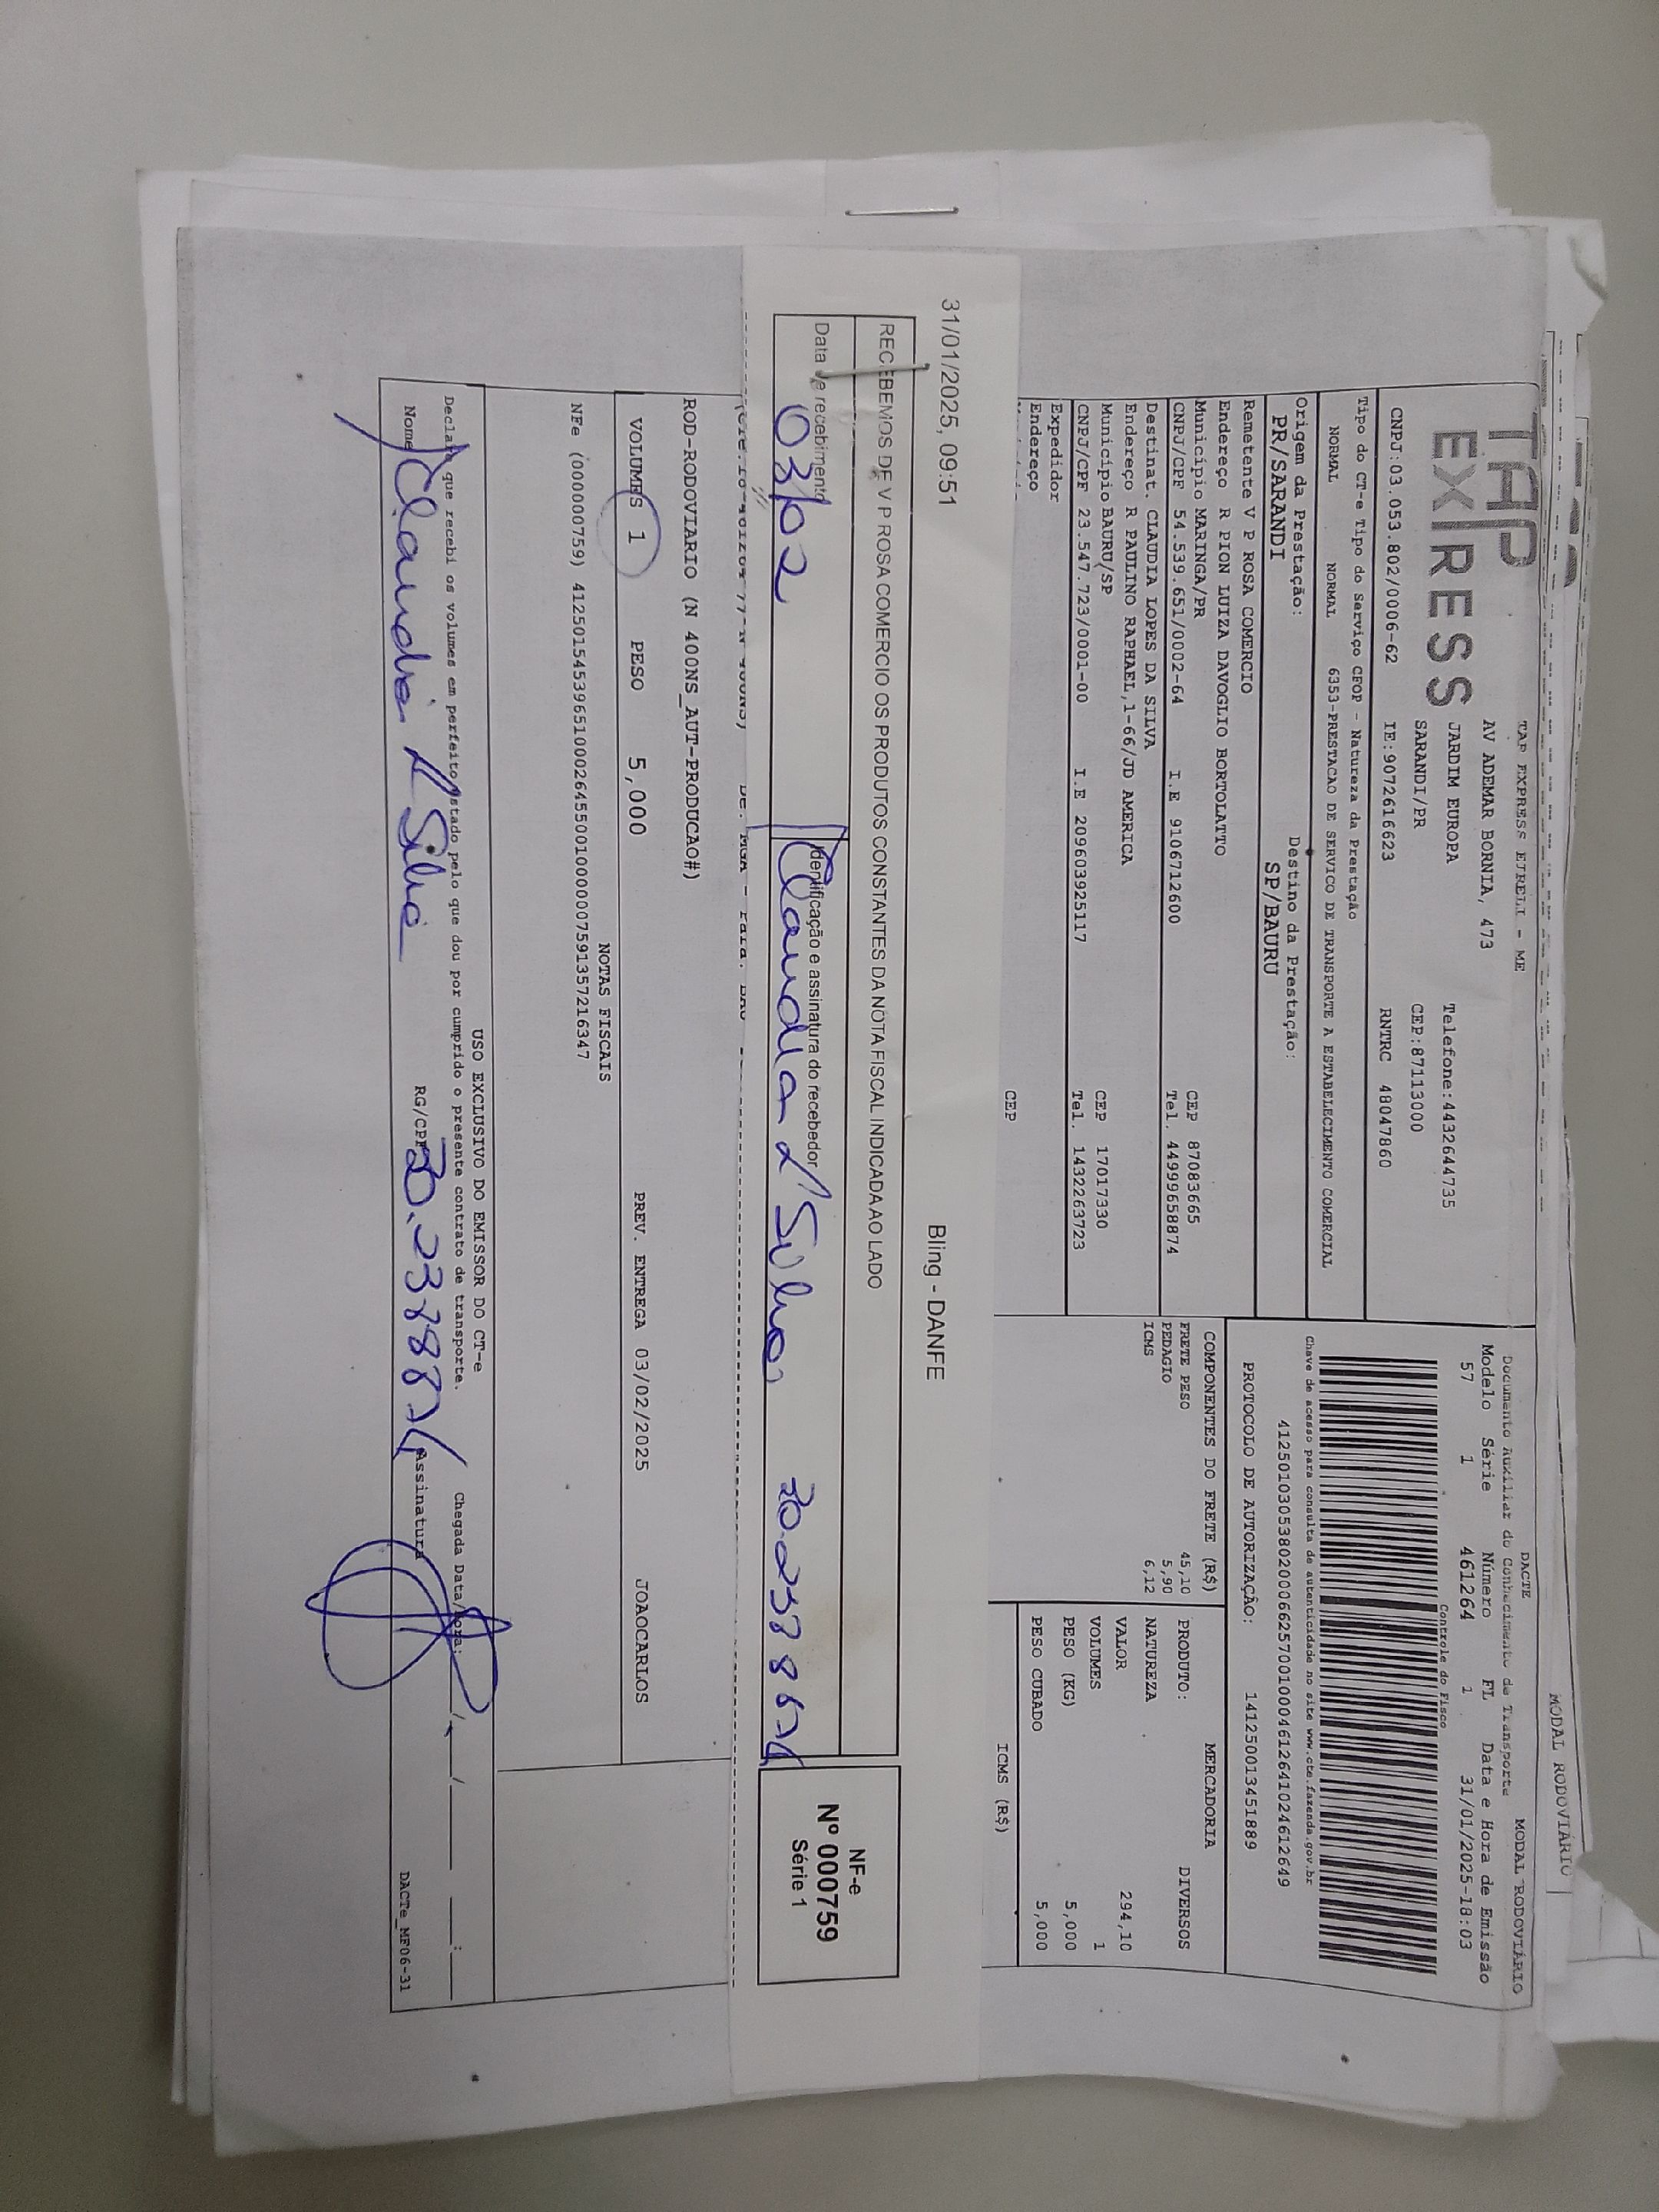 MODAL RODOVIÁRIO
TAP
EXPRESS
TAP EXPRESS EIRELI - ME
AV ADEMAR BORNIA, 473
JARDIM EUROPA
Telefone:4432644735
SARANDI/PR
CEP:87113000
CNPJ:03.053.802/0006-62
IE:9072616623
RNTRC 48047860
DACTE
MODAL RODOVIÁRIO
Documento Auxiliar do Conhecimento de Transporte
Modelo Série Número FL Data e Hora de Emissão
57 1 461264 1 31/01/2025-18:03
Controle do Fisco
Tipo do CT-e Tipo do Serviço CFOP - Natureza da Prestação
NORMAL NORMAL 6353-PRESTACAO DE SERVICO DE TRANSPORTE A ESTABELECIMENTO COMERCIAL
Chave de acesso para consulta de autenticidade no site www.cte.fazenda.gov.br
41250103053802000662570010004612641024612649
Origem da Prestação:
PR/SARANDI
Destino da Prestação:
SP/BAURU
PROTOCOLO DE AUTORIZAÇÃO: 141250013451889
Remetente V P ROSA COMERCIO
Endereço R PION LUIZA DAVOGLIO BORTOLATTO
Município MARINGA/PR CEP 87083665
CNPJ/CPF 54.539.651/0002-64 I.E 9106712600 Tel. 44999658874
Destinat. CLAUDIA LOPES DA SILVA
Endereço R PAULINO RAPHAEL,1-66/JD AMERICA
Município BAURU/SP CEP 17017330
CNPJ/CPF 23.547.723/0001-00 I.E 209603925117 Tel. 1432263723
Expedidor
Endereço
CEP
COMPONENTES DO FRETE (R$)
FRETE PESO 45,10
PEDAGIO 5,90
ICMS 6,12
MERCADORIA
PRODUTO: DIVERSOS
NATUREZA
VALOR 294,10
VOLUMES 1
PESO (KG) 5,000
PESO CUBADO 5,000
ICMS (R$)
31/01/2025, 09:51 Bling - DANFE
RECEBEMOS DE V P ROSA COMERCIO OS PRODUTOS CONSTANTES DA NOTA FISCAL INDICADA AO LADO
Data de recebimento
03/02
Identificação e assinatura do recebedor
Claudia L Silva
NF-e
Nº 000759
Série 1
ROD-RODOVIARIO (N 400NS_AUT-PRODUCAO#)
VOLUMES 1 PESO 5,000 PREV. ENTREGA 03/02/2025 JOAOCARLOS
NOTAS FISCAIS
NFe (000000759) 41250154539651000264550010000007591357216347
USO EXCLUSIVO DO EMISSOR DO CT-e
Declaro que recebi os volumes em perfeito estado pelo que dou por cumprido o presente contrato de transporte.
Chegada Data/Hora: ___/___/___ ___:___
Nome Claudia L Silva RG/CPF Assinatura
DACTe_MF06-31